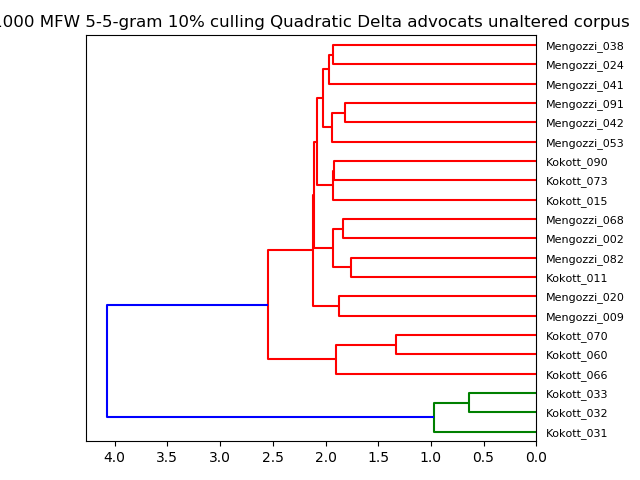 000 MFW 5-5-gram 10% culling Quadratic Delta advocats unaltered corpus
Mengozzi_038
Mengozzi_024
Mengozzi_041
Mengozzi_091
Mengozzi_042
Mengozzi_053
Kokott_090
Kokott_073
Kokott_015
Mengozzi_068
Mengozzi_002
Mengozzi_082
Kokott_011
Mengozzi_020
Mengozzi_009
Kokott_070
Kokott_060
Kokott_066
Kokott_033
Kokott_032
Kokott_031
4.0 3.5 3.0 2.5 2.0 1.5 1.0 0.5 0.0